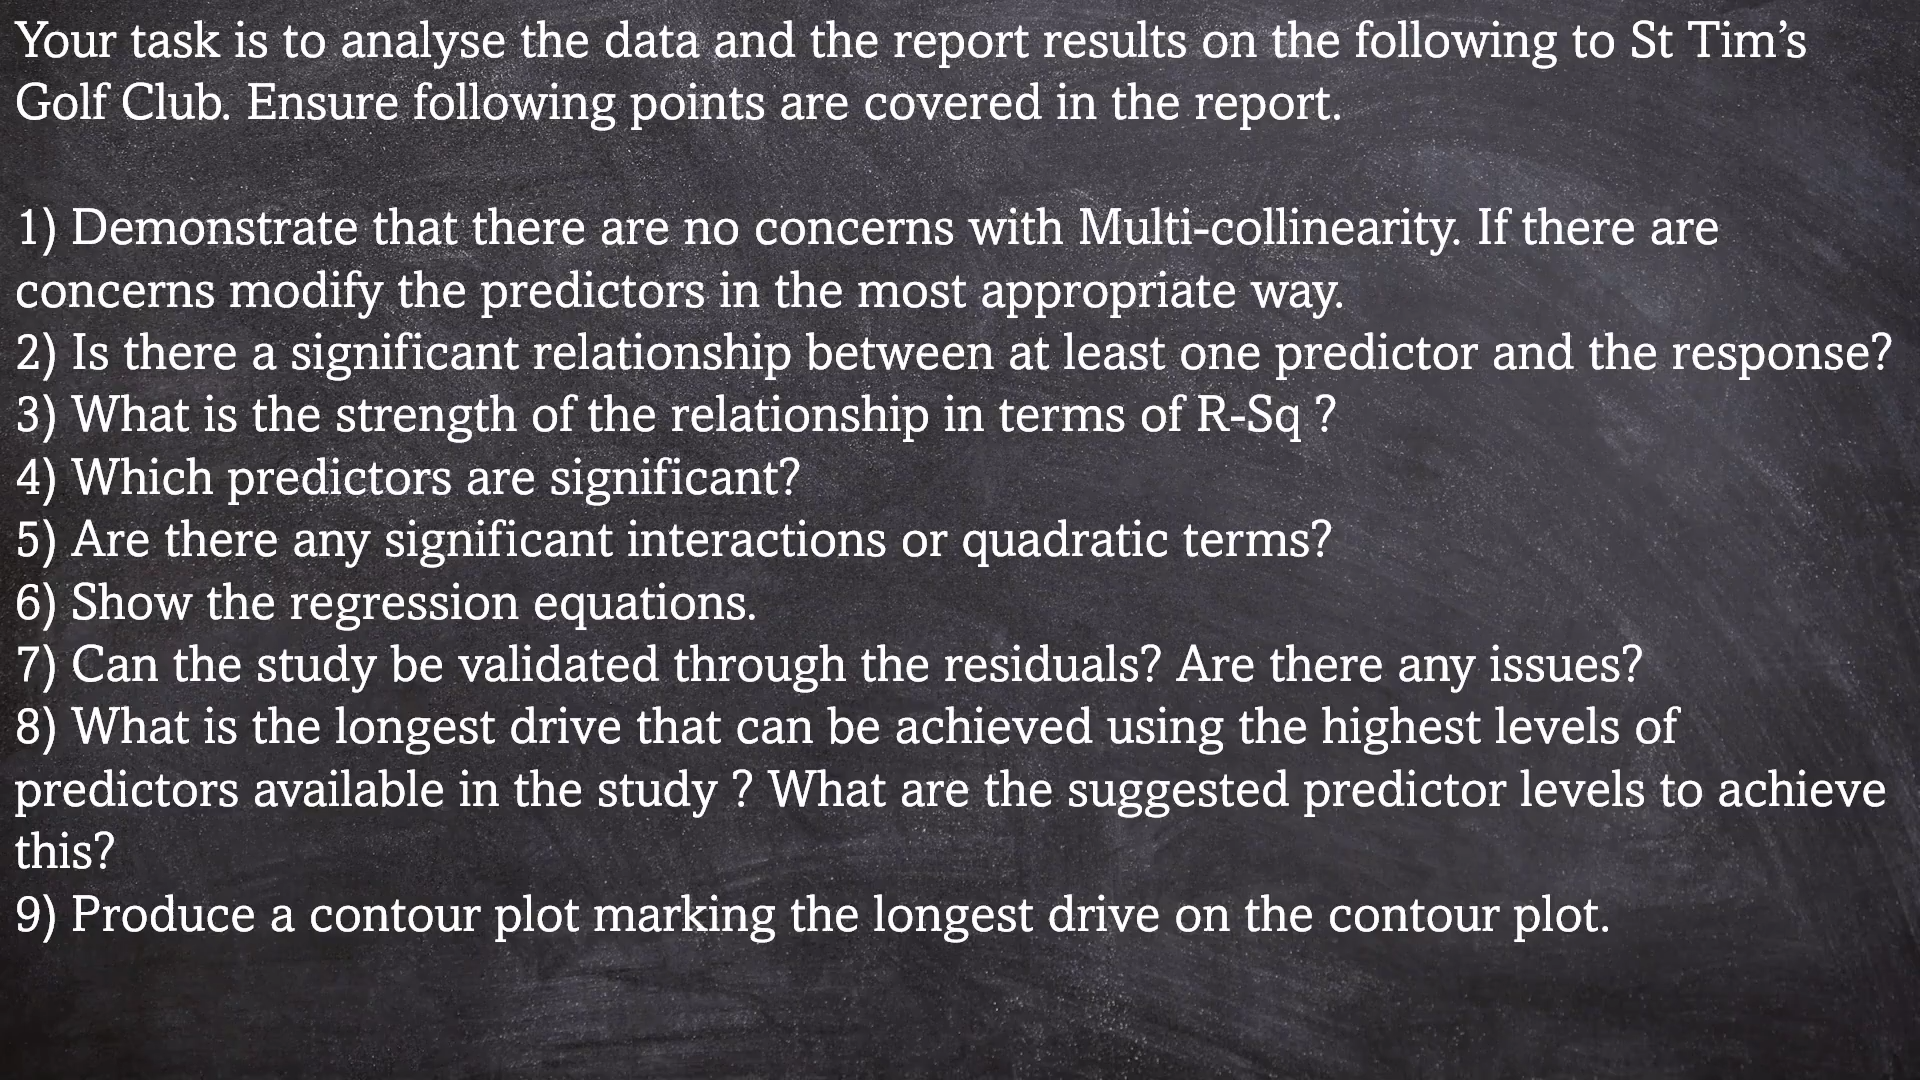 Your task is to analyse the data and the report results on the following to St Tim’s
Golf Club. Ensure following points are covered in the report.
1) Demonstrate that there are no concerns with Multi-collinearity. If there are
concerns modify the predictors in the most appropriate way.
2) Is there a significant relationship between at least one predictor and the response?
3) What is the strength of the relationship in terms of R-Sq ?
4) Which predictors are significant?
5) Are there any significant interactions or quadratic terms?
6) Show the regression equations.
7) Can the study be validated through the residuals? Are there any issues?
8) What is the longest drive that can be achieved using the highest levels of
predictors available in the study ? What are the suggested predictor levels to achieve
this?
9) Produce a contour plot marking the longest drive on the contour plot.